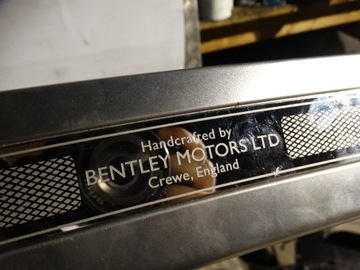 Handcrafted by
BENTLEY MOTORS LTD
Crewe, England